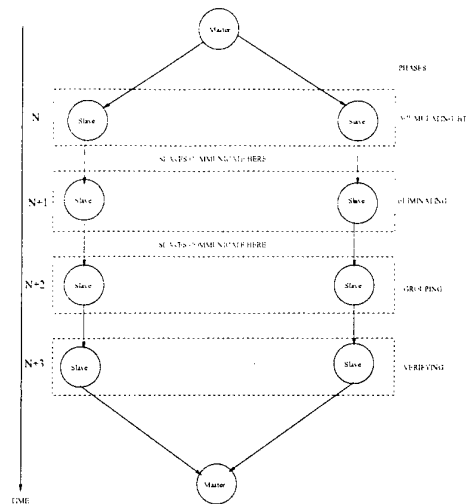 Master
PHASES
N
Slave
Slave
SLAVES COMMUNICATE HERE
N+1
Slave
Slave
ELIMINATING
SLAVES COMMUNICATE HERE
N+2
Slave
Slave
GROUPING
N+3
Slave
Slave
VERIFYING
Master
TIME